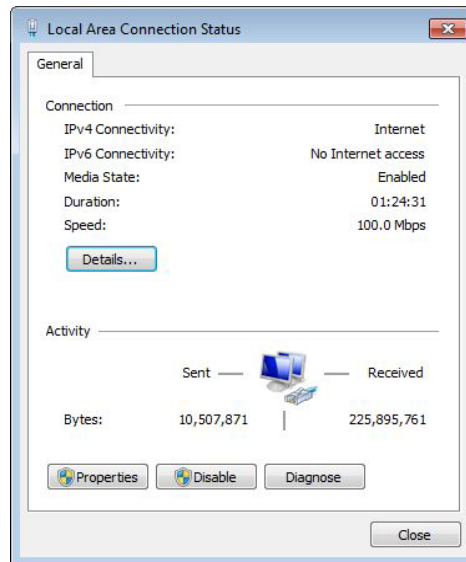 Local Area Connection Status
General
Connection
IPv4 Connectivity: Internet
IPv6 Connectivity: No Internet access
Media State: Enabled
Duration: 01:24:31
Speed: 100.0 Mbps
Details...
Activity
Sent Received
Bytes: 10,507,871 225,895,761
Properties Disable Diagnose
Close